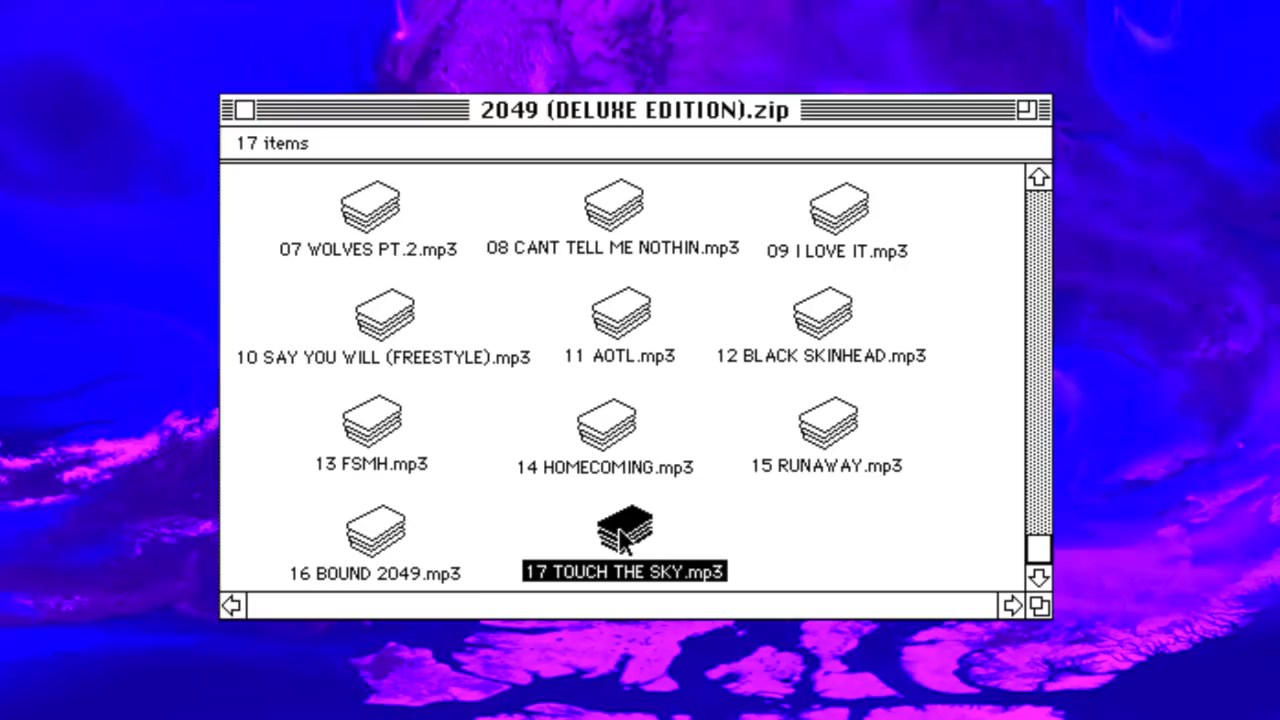 2049 (DELUXE EDITION).zip
17 items
07 WOLVES PT.2.mp3
08 CANT TELL ME NOTHIN.mp3
09 I LOVE IT.mp3
10 SAY YOU WILL (FREESTYLE).mp3
11 AOTL.mp3
12 BLACK SKINHEAD.mp3
13 FSMH.mp3
14 HOMECOMING.mp3
15 RUNAWAY.mp3
16 BOUND 2049.mp3
17 TOUCH THE SKY.mp3